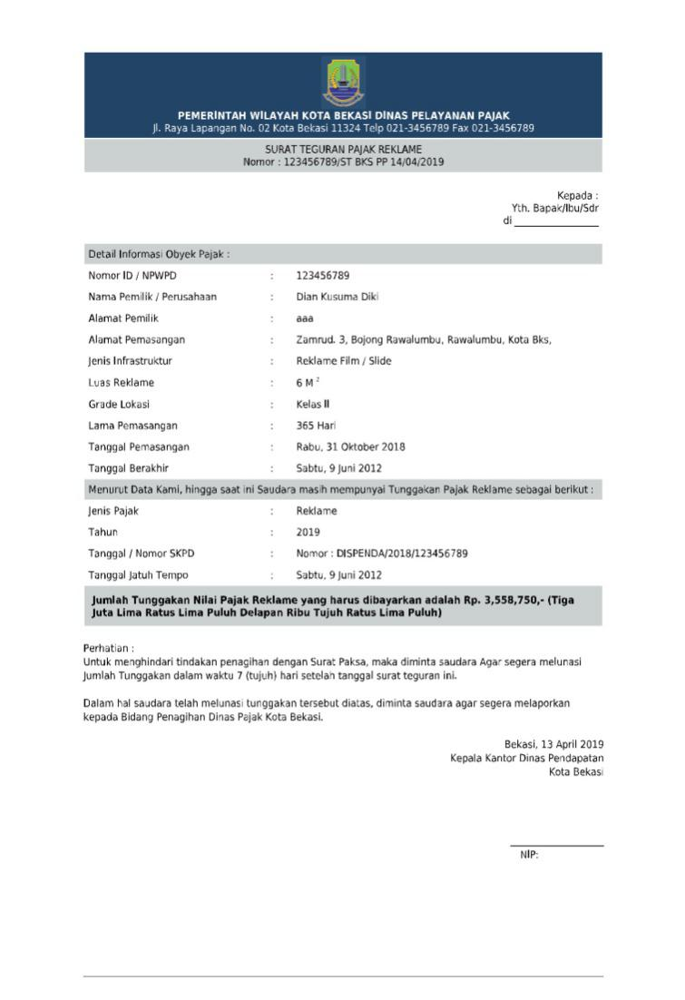 PEMERINTAH WILAYAH KOTA BEKASI DINAS PELAYANAN PAJAK
Jl. Raya Lapangan No. 02 Kota Bekasi 11324 Telp 021-3456789 Fax 021-3456789
SURAT TEGURAN PAJAK REKLAME
Nomor : 123456789/ST BKS PP 14/04/2019
Kepada :
Yth. Bapak/Ibu/Sdr
di
Detail Informasi Obyek Pajak :
Nomor ID / NPWPD : 123456789
Nama Pemilik / Perusahaan : Dian Kusuma Diki
Alamat Pemilik : aaa
Alamat Pemasangan : Zamrud. 3, Bojong Rawalumbu, Rawalumbu, Kota Bks,
Jenis Infrastruktur : Reklame Film / Slide
Luas Reklame : 6 M ²
Grade Lokasi : Kelas II
Lama Pemasangan : 365 Hari
Tanggal Pemasangan : Rabu, 31 Oktober 2018
Tanggal Berakhir : Sabtu, 9 Juni 2012
Menurut Data Kami, hingga saat ini Saudara masih mempunyai Tunggakan Pajak Reklame sebagai berikut :
Jenis Pajak : Reklame
Tahun : 2019
Tanggal / Nomor SKPD : Nomor : DISPENDA/2018/123456789
Tanggal Jatuh Tempo : Sabtu, 9 Juni 2012
Jumlah Tunggakan Nilai Pajak Reklame yang harus dibayarkan adalah Rp. 3,558,750,- (Tiga
Juta Lima Ratus Lima Puluh Delapan Ribu Tujuh Ratus Lima Puluh)
Perhatian :
Untuk menghindari tindakan penagihan dengan Surat Paksa, maka diminta saudara Agar segera melunasi
Jumlah Tunggakan dalam waktu 7 (tujuh) hari setelah tanggal surat teguran ini.
Dalam hal saudara telah melunasi tunggakan tersebut diatas, diminta saudara agar segera melaporkan
kepada Bidang Penagihan Dinas Pajak Kota Bekasi.
Bekasi, 13 April 2019
Kepala Kantor Dinas Pendapatan
Kota Bekasi
NIP: